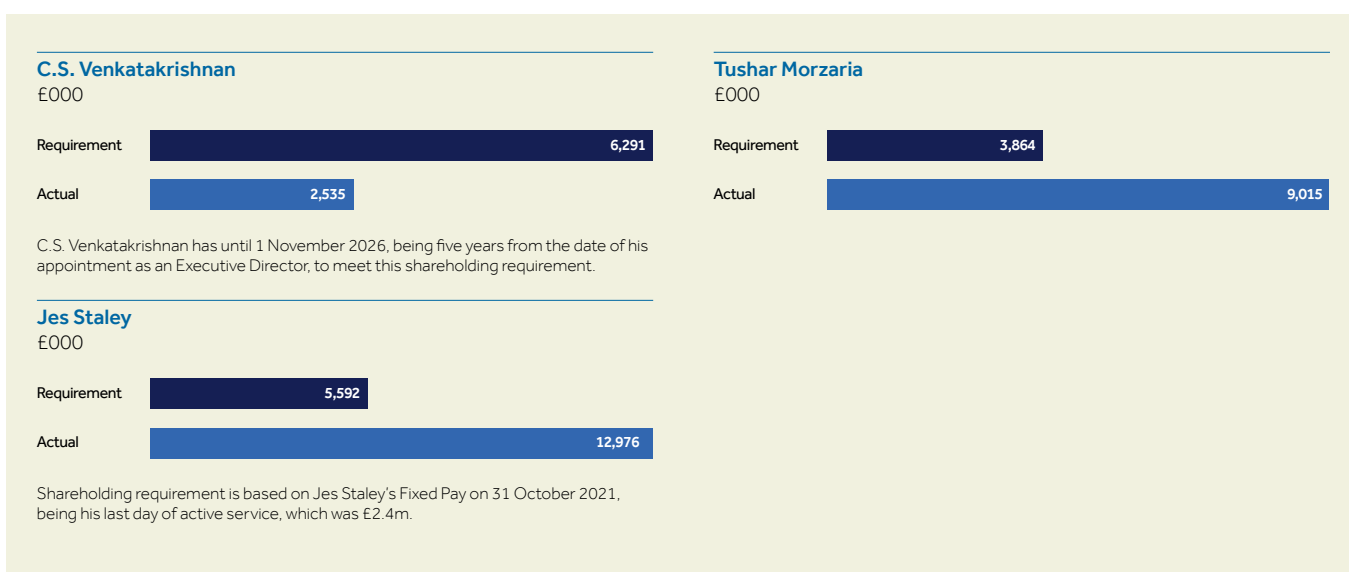 C.S. Venkatakrishnan
£000
Requirement 6,291
Actual 2,535
C.S. Venkatakrishnan has until 1 November 2026, being five years from the date of his
appointment as an Executive Director, to meet this shareholding requirement.
Jes Staley
£000
Requirement 5,592
Actual 12,976
Shareholding requirement is based on Jes Staley's Fixed Pay on 31 October 2021,
being his last day of active service, which was £2.4m.
Tushar Morzaria
£000
Requirement 3,864
Actual 9,015